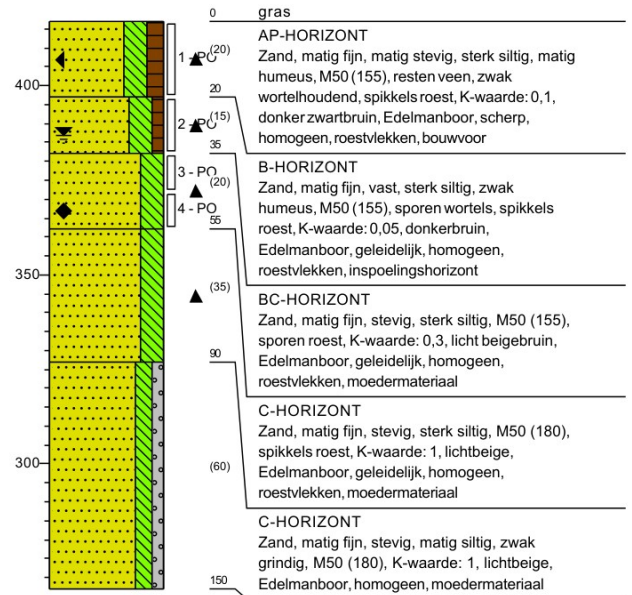 0 gras
AP-HORIZONT
Zand, matig fijn, matig stevig, sterk siltig, matig
humeus, M50 (155), resten veen, zwak
wortelhoudend, spikkels roest, K-waarde: 0,1,
donker zwartbruin, Edelmanboor, scherp,
homogeen, roestvlekken, bouwvoor
1 - PO (20)
400
20
2 - PO (15)
35
B-HORIZONT
Zand, matig fijn, vast, sterk siltig, zwak
humeus, M50 (155), sporen wortels, spikkels
roest, K-waarde: 0,05, donkerbruin,
Edelmanboor, geleidelijk, homogeen,
roestvlekken, inspoelingshorizont
3 - PO
(20)
4 - PO
55
350
(35)
BC-HORIZONT
Zand, matig fijn, stevig, sterk siltig, M50 (155),
sporen roest, K-waarde: 0,3, licht beigebruin,
Edelmanboor, geleidelijk, homogeen,
roestvlekken, moedermateriaal
90
C-HORIZONT
Zand, matig fijn, stevig, sterk siltig, M50 (180),
spikkels roest, K-waarde: 1, lichtbeige,
Edelmanboor, geleidelijk, homogeen,
roestvlekken, moedermateriaal
300
(60)
C-HORIZONT
Zand, matig fijn, stevig, matig siltig, zwak
grindig, M50 (180), K-waarde: 1, lichtbeige,
Edelmanboor, homogeen, moedermateriaal
150